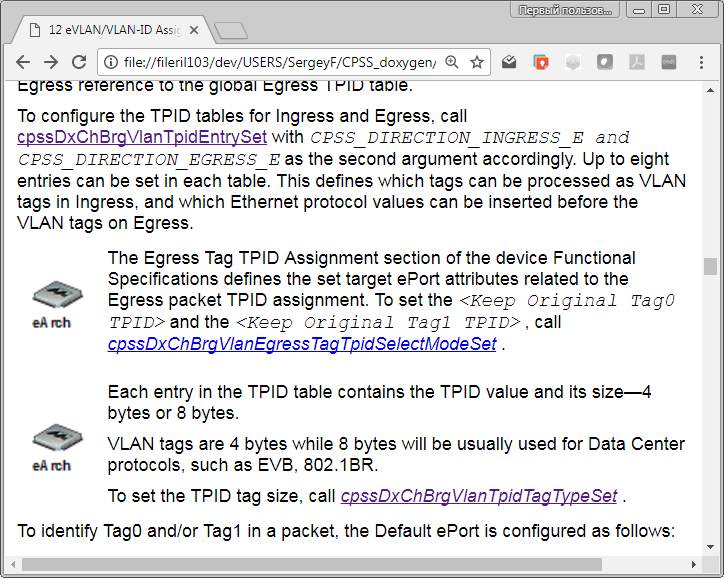 Первый пользов...
12 eVLAN/VLAN-ID Assig
file://fileril103/dev/USERS/SergeyF/CPSS_doxygen/
Egress reference to the global Egress TPID table.
To configure the TPID tables for Ingress and Egress, call
cpssDxChBrgVlanTpidEntrySet with CPSS_DIRECTION_INGRESS_E and
CPSS_DIRECTION_EGRESS_E as the second argument accordingly. Up to eight
entries can be set in each table. This defines which tags can be processed as VLAN
tags in Ingress, and which Ethernet protocol values can be inserted before the
VLAN tags on Egress.
The Egress Tag TPID Assignment section of the device Functional
Specifications defines the set target ePort attributes related to the
Egress packet TPID assignment. To set the <Keep Original Tag0
TPID> and the <Keep Original Tag1 TPID> , call
cpssDxChBrgVlanEgressTagTpidSelectModeSet .
eArch
Each entry in the TPID table contains the TPID value and its size—4
bytes or 8 bytes.
VLAN tags are 4 bytes while 8 bytes will be usually used for Data Center
protocols, such as EVB, 802.1BR.
To set the TPID tag size, call cpssDxChBrgVlanTpidTagTypeSet .
eArch
To identify Tag0 and/or Tag1 in a packet, the Default ePort is configured as follows: